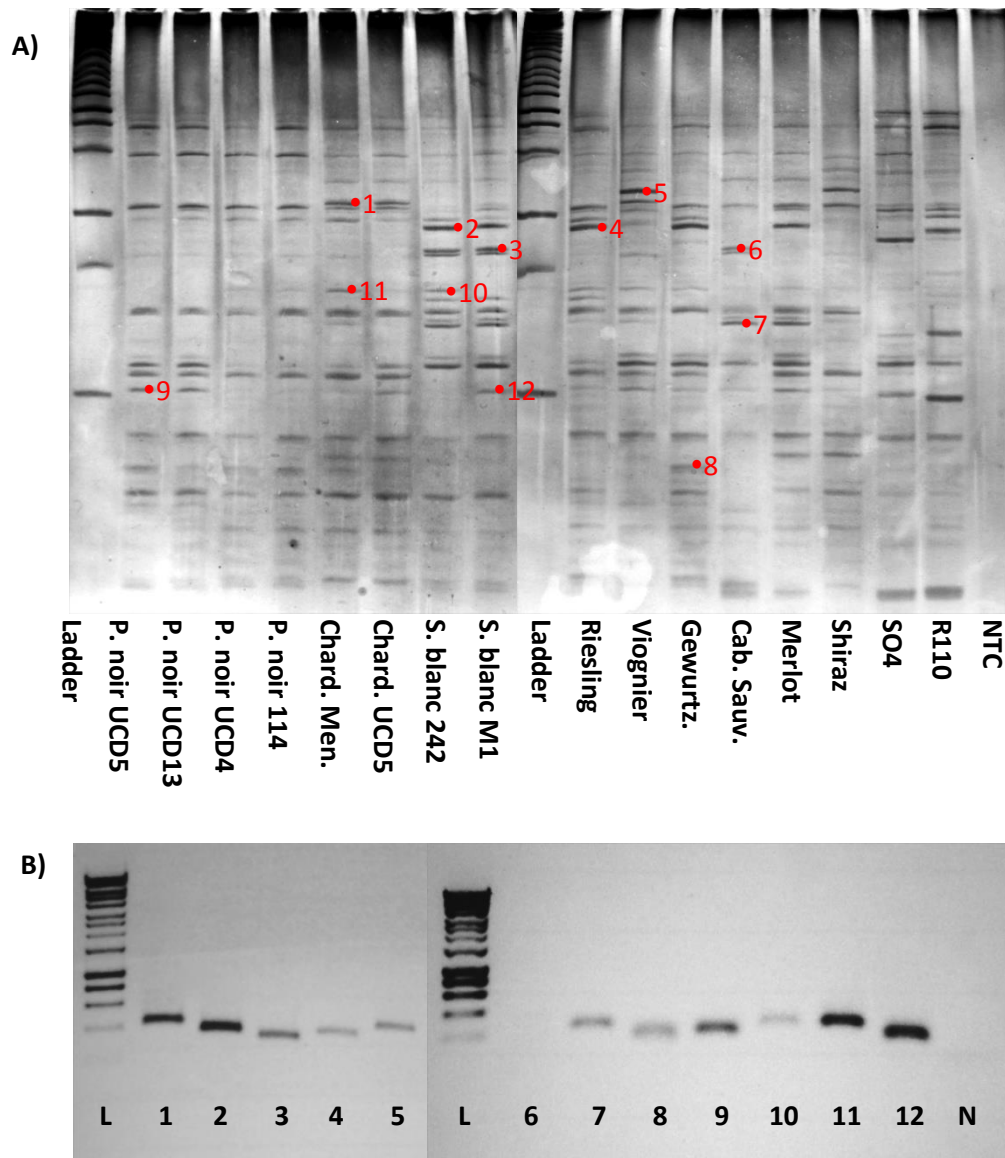 A)
1
2
3
4
5
6
7
8
9
10
11
12
Ladder
P. noir UCD5
P. noir UCD13
P. noir UCD4
P. noir 114
Chard. Men.
Chard. UCD5
S. blanc 242
S. blanc M1
Ladder
Riesling
Viognier
Gewurtz.
Cab. Sauv.
Merlot
Shiraz
SO4
R110
NTC
B)
L 1 2 3 4 5 L 6 7 8 9 10 11 12 N